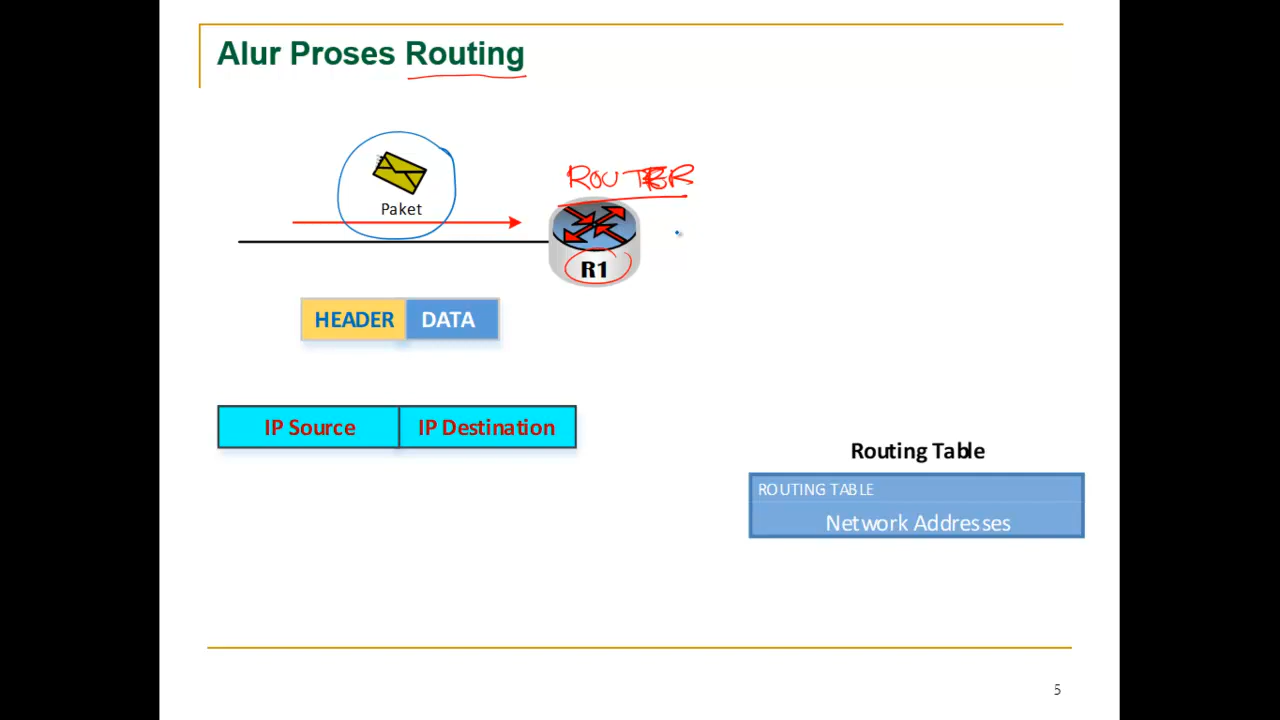 Alur Proses Routing
ROUTER
Paket
R1
HEADER DATA
IP Source IP Destination
Routing Table
ROUTING TABLE
Network Addresses
5